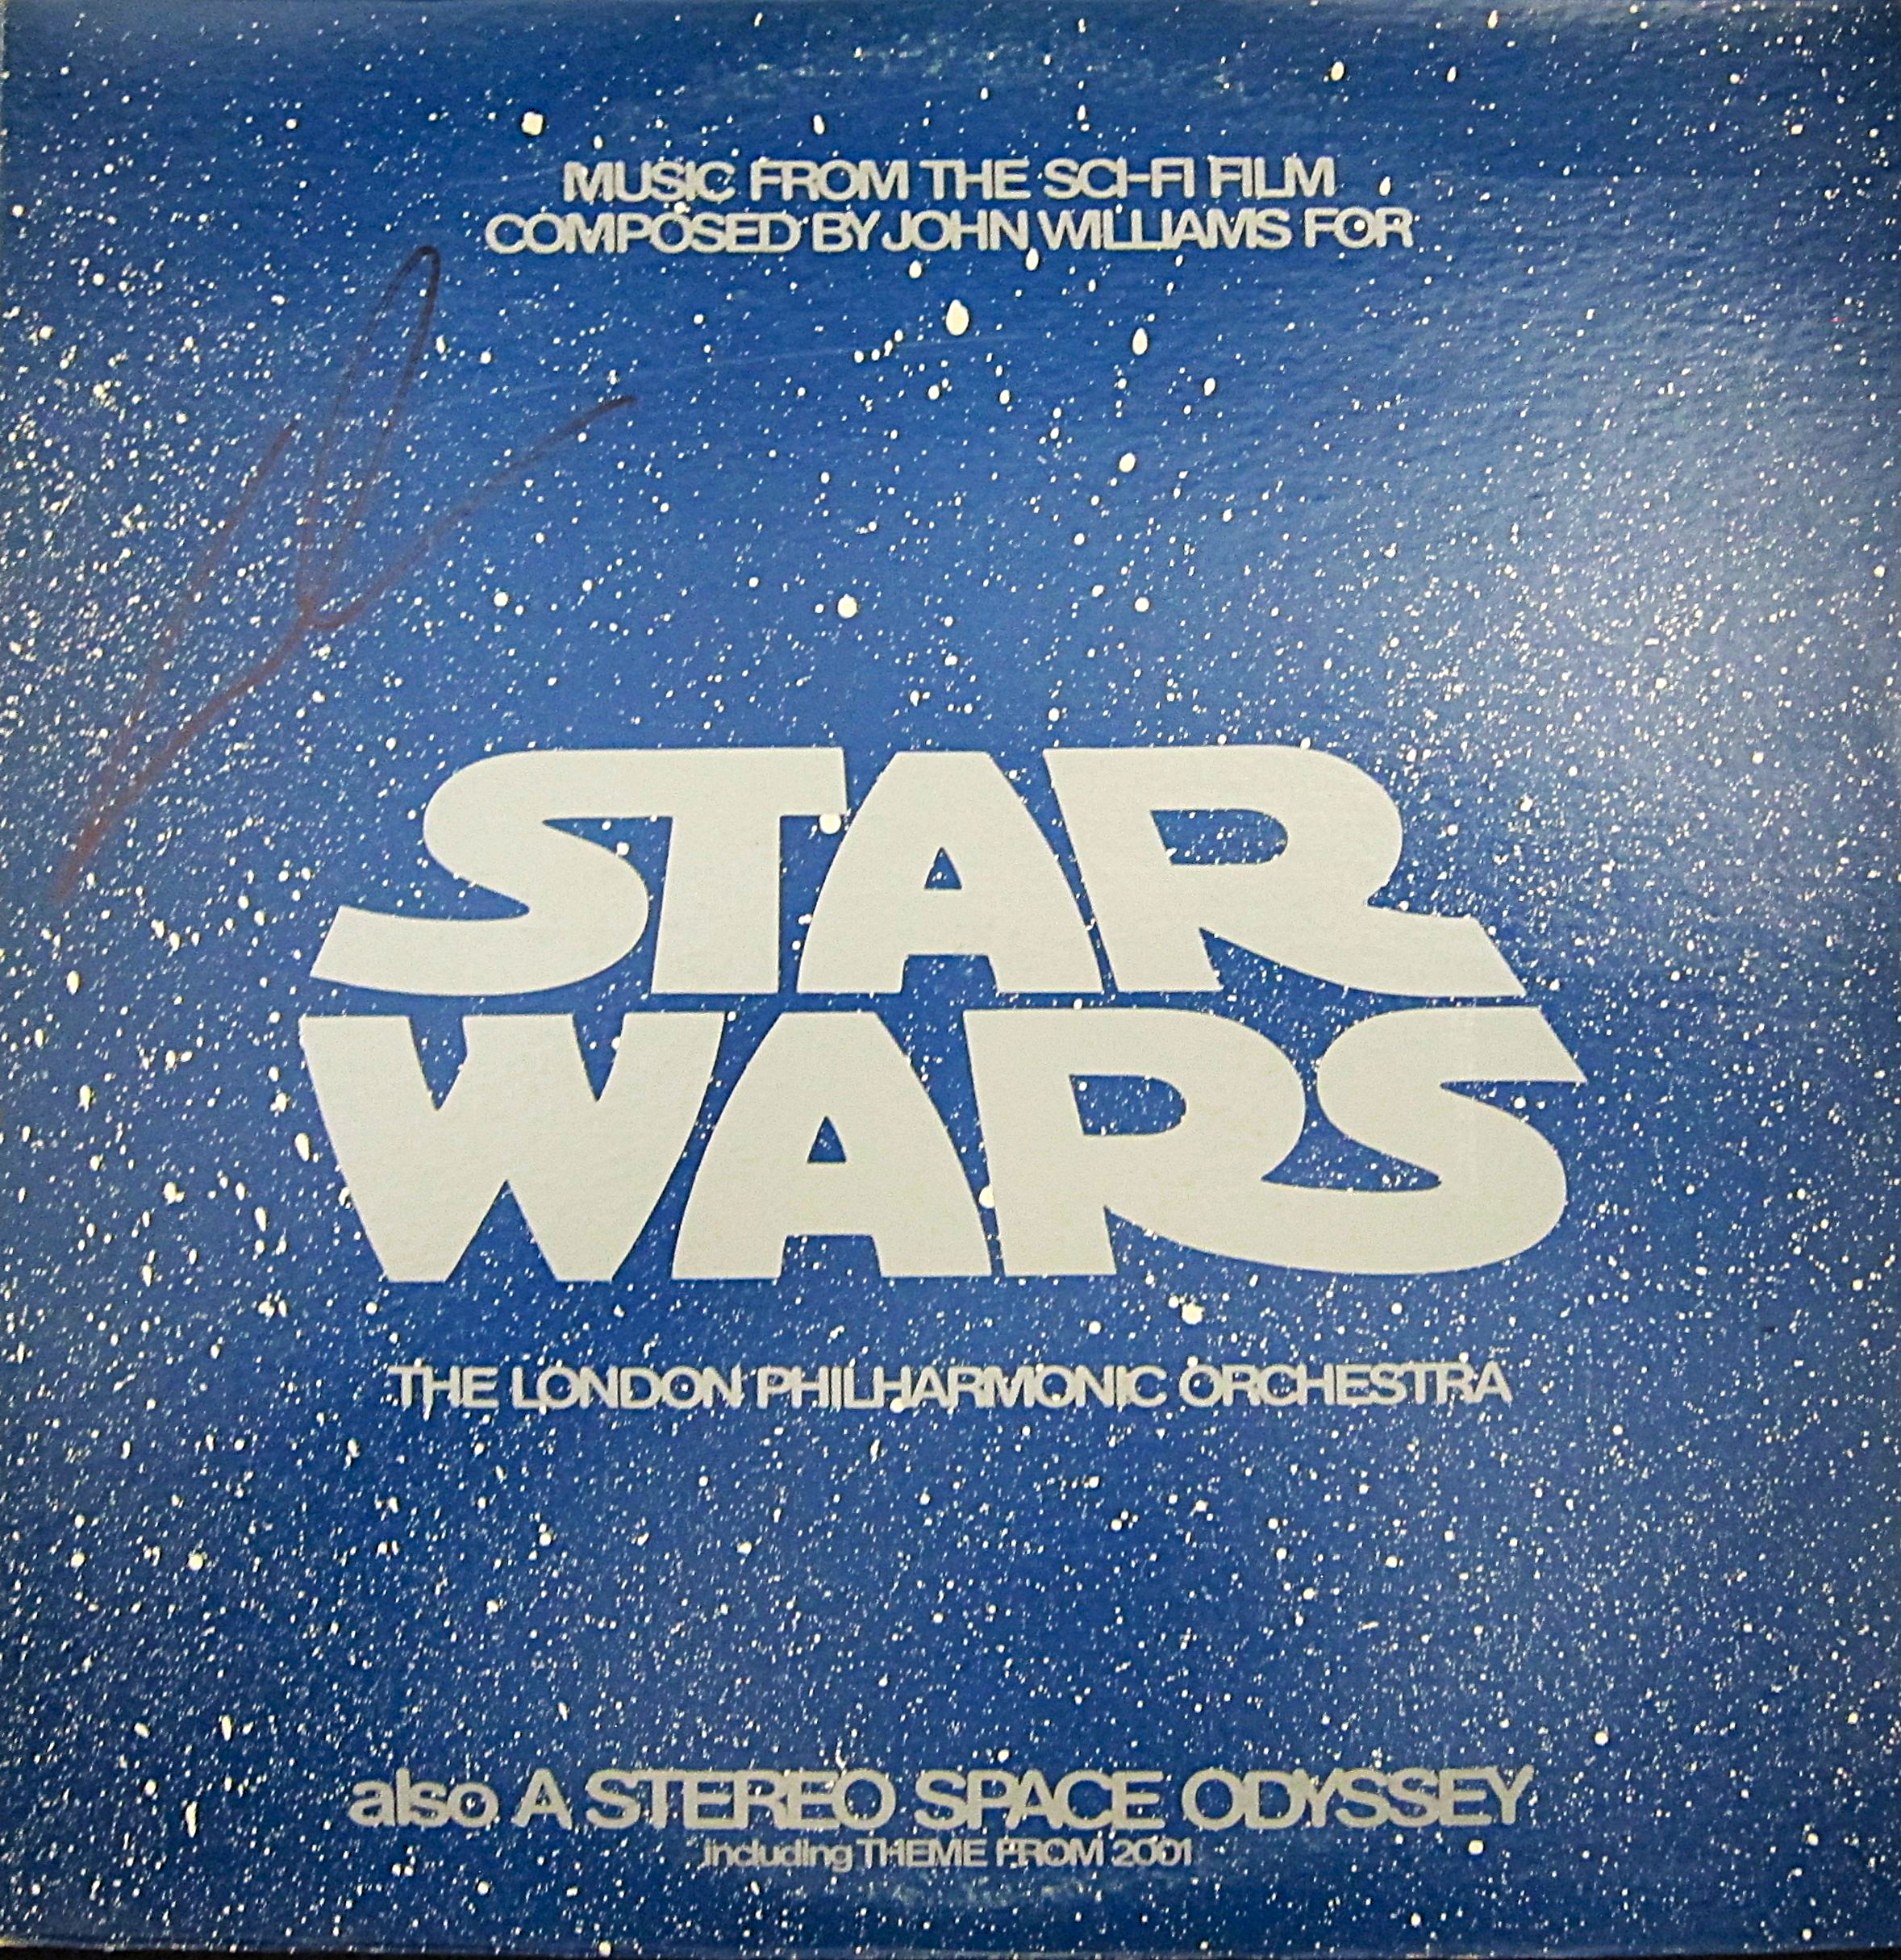 MUSIC FROM THE SCI-FI FILM
COMPOSED BY JOHN WILLIAMS FOR
STAR
WARS
THE LONDON PHILHARMONIC ORCHESTRA
also A STEREO SPACE ODYSSEY
including THEME FROM 2001